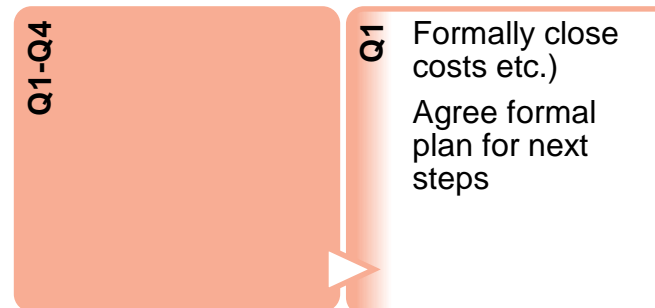 Q1-Q4
Q1
Formally close
costs etc.)
Agree formal
plan for next
steps